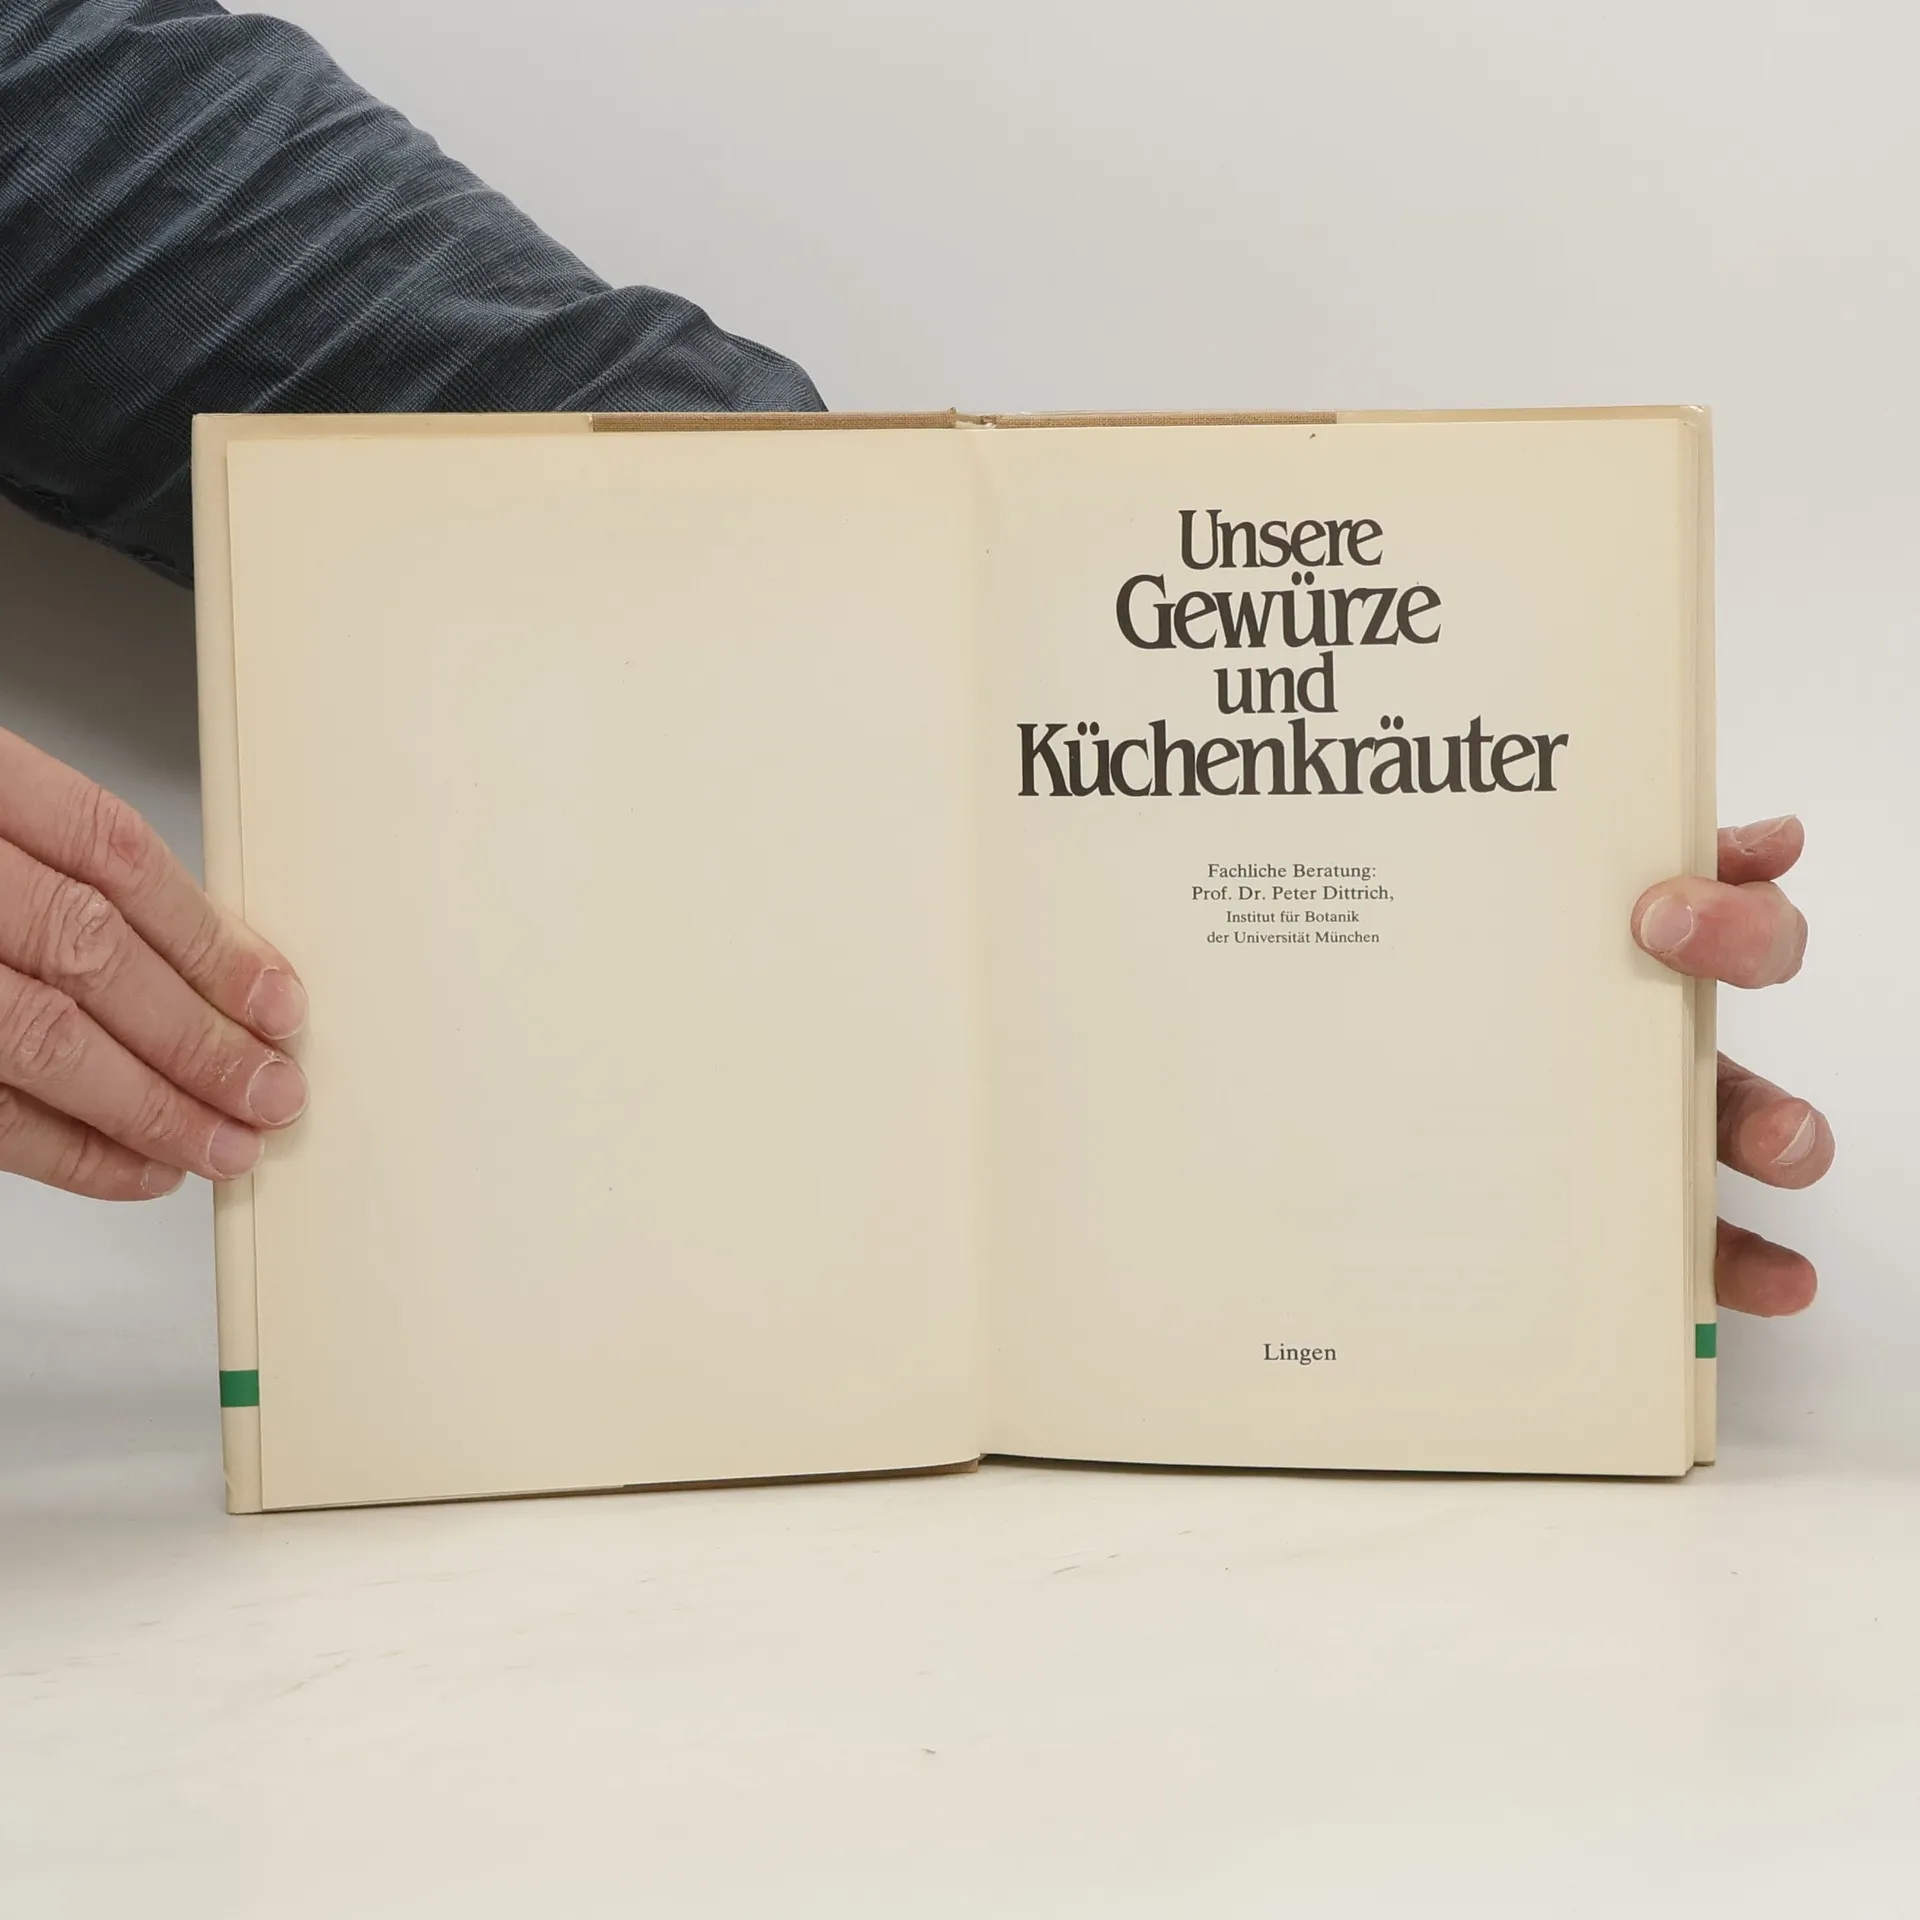 Unsere
Gewürze
und
Küchenkräuter
Fachliche Beratung:
Prof. Dr. Peter Dittrich,
Institut für Botanik
der Universität München
Lingen